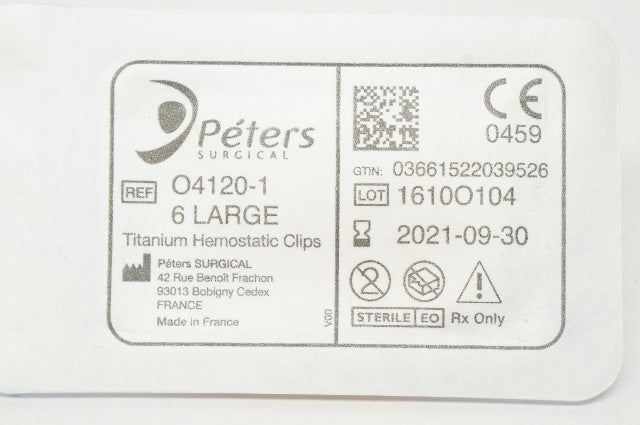 Péters
SURGICAL
REF O4120-1
6 LARGE
Titanium Hemostatic Clips
Péters SURGICAL
42 Rue Benoît Frachon
93013 Bobigny Cedex
FRANCE
Made in France
V00
CE
0459
GTIN: 03661522039526
LOT 1610O104
2021-09-30
2
STERILE EO Rx Only